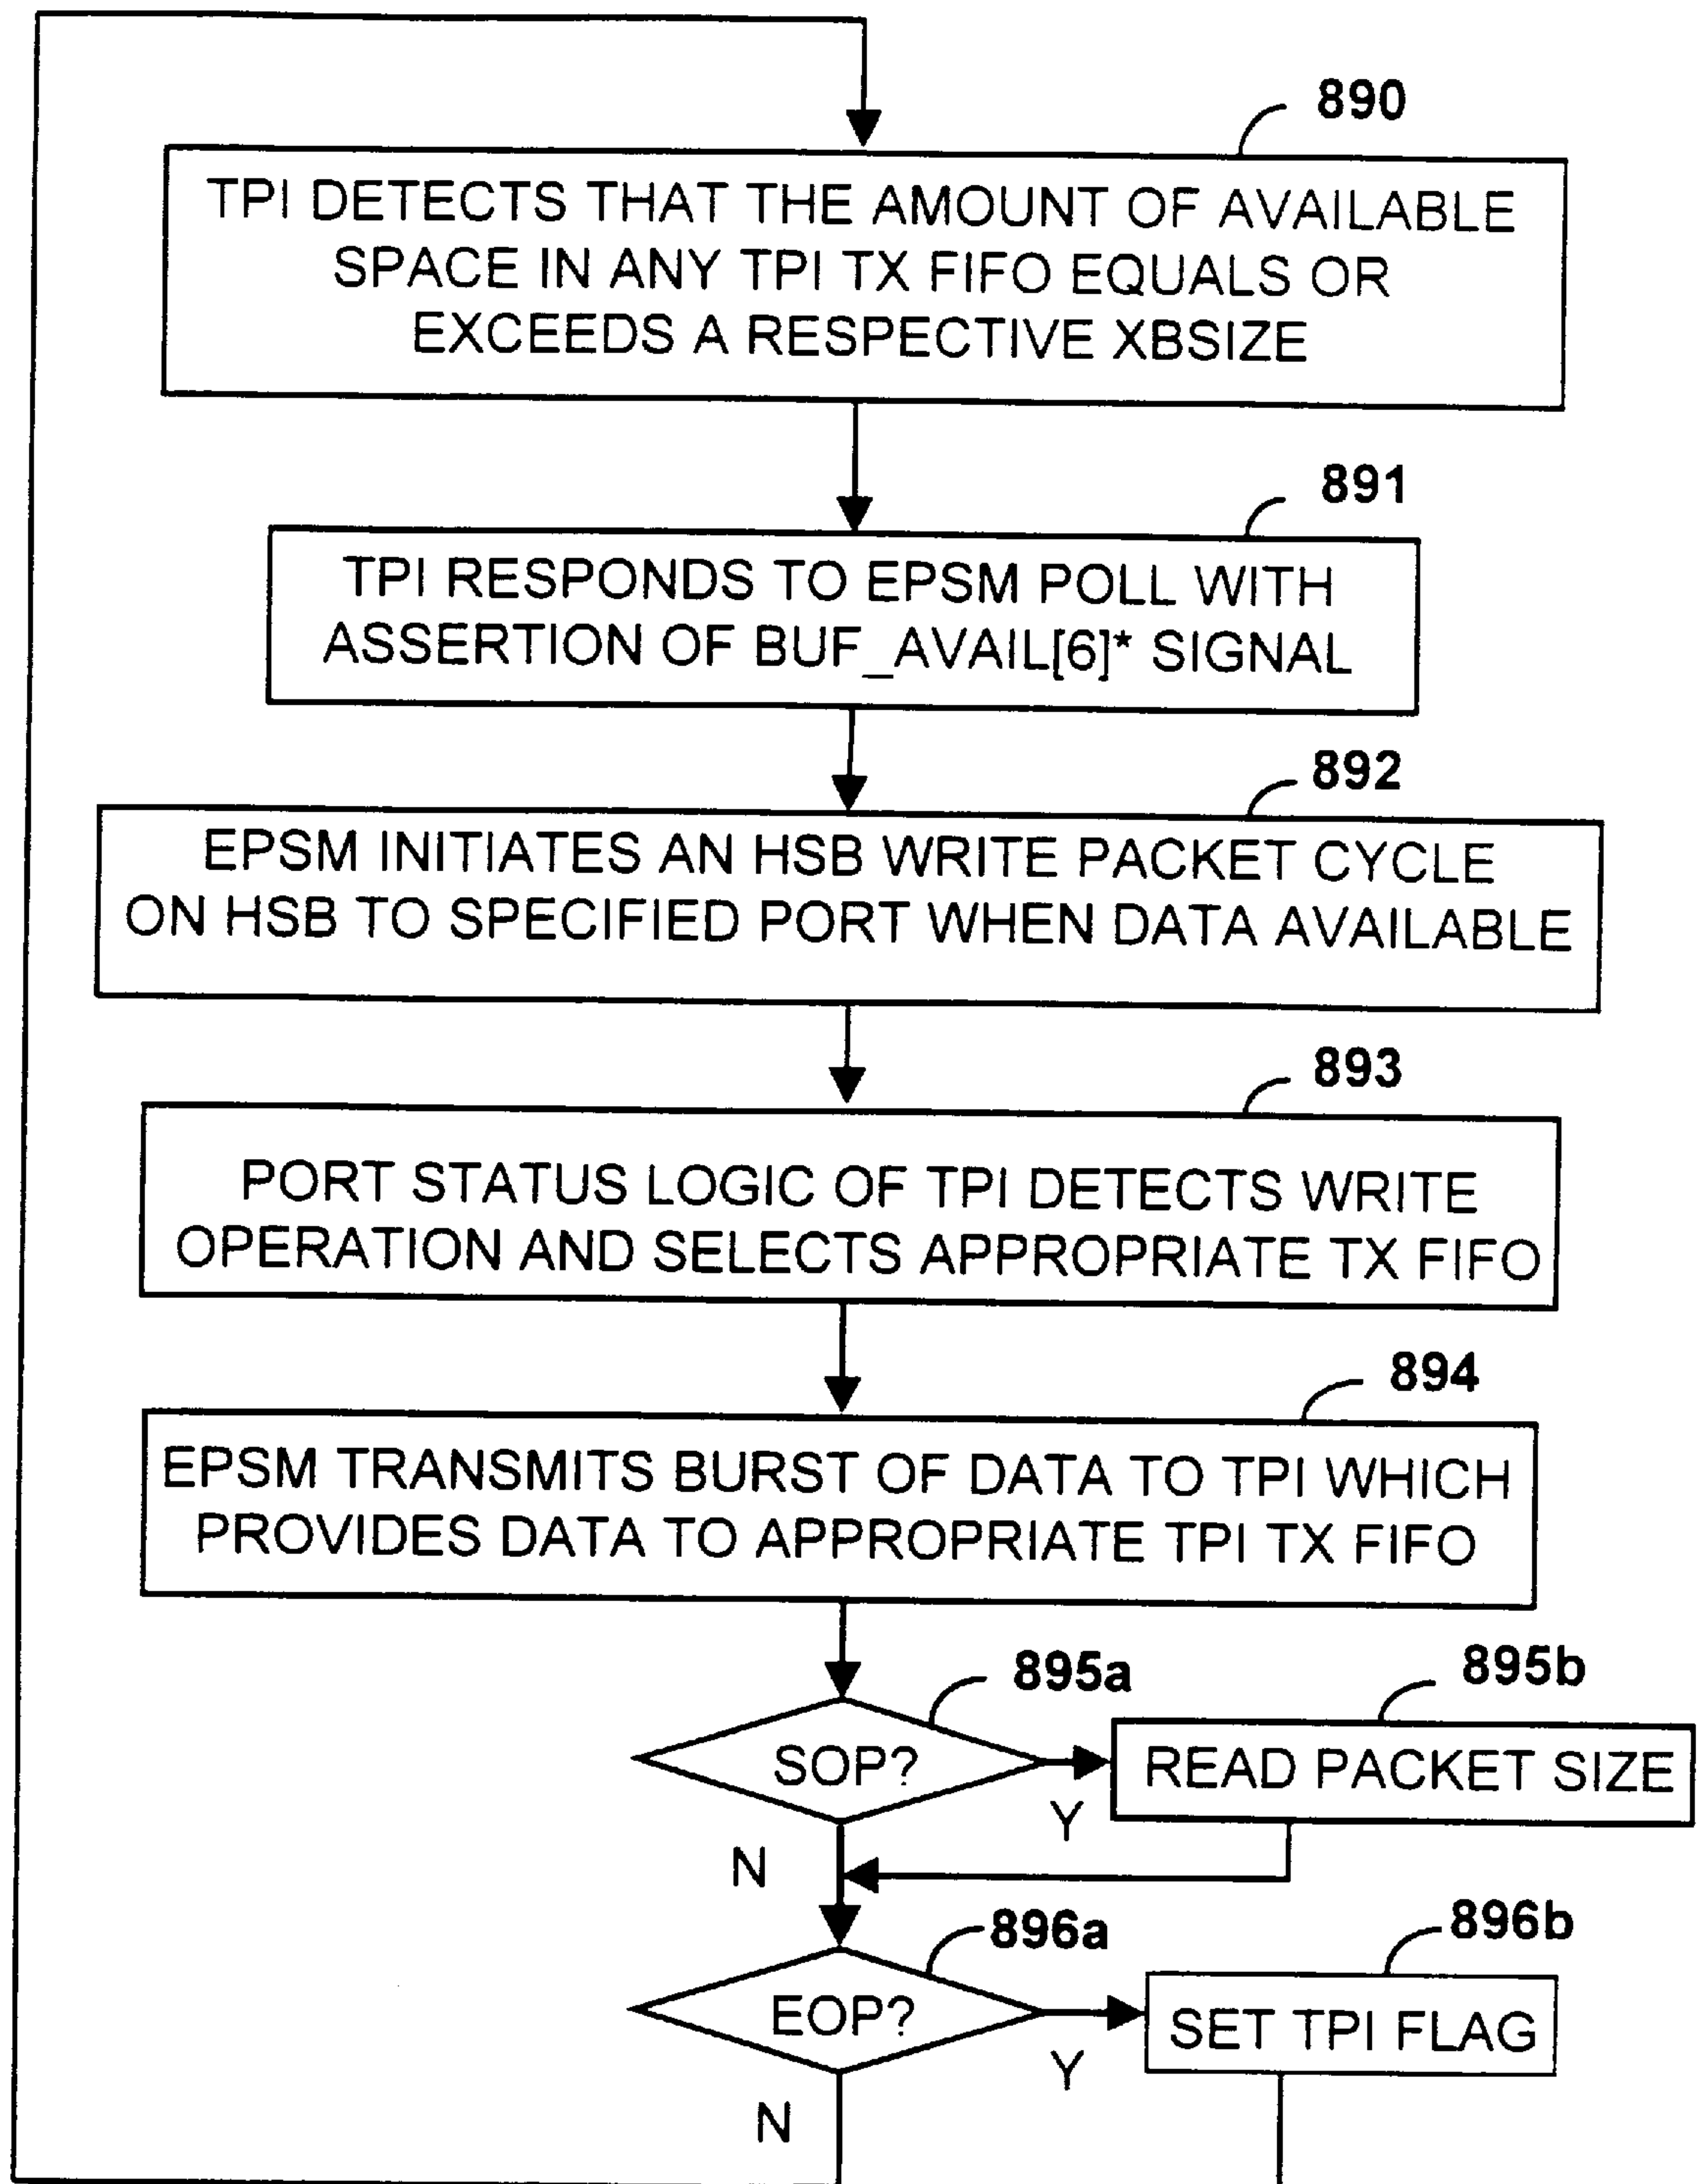 890
TPI DETECTS THAT THE AMOUNT OF AVAILABLE
SPACE IN ANY TPI TX FIFO EQUALS OR
EXCEEDS A RESPECTIVE XBSIZE
891
TPI RESPONDS TO EPSM POLL WITH
ASSERTION OF BUF_AVAIL[6]* SIGNAL
892
EPSM INITIATES AN HSB WRITE PACKET CYCLE
ON HSB TO SPECIFIED PORT WHEN DATA AVAILABLE
893
PORT STATUS LOGIC OF TPI DETECTS WRITE
OPERATION AND SELECTS APPROPRIATE TX FIFO
894
EPSM TRANSMITS BURST OF DATA TO TPI WHICH
PROVIDES DATA TO APPROPRIATE TPI TX FIFO
895a
895b
SOP?
READ PACKET SIZE
Y
N
896a
896b
EOP?
SET TPI FLAG
Y
N